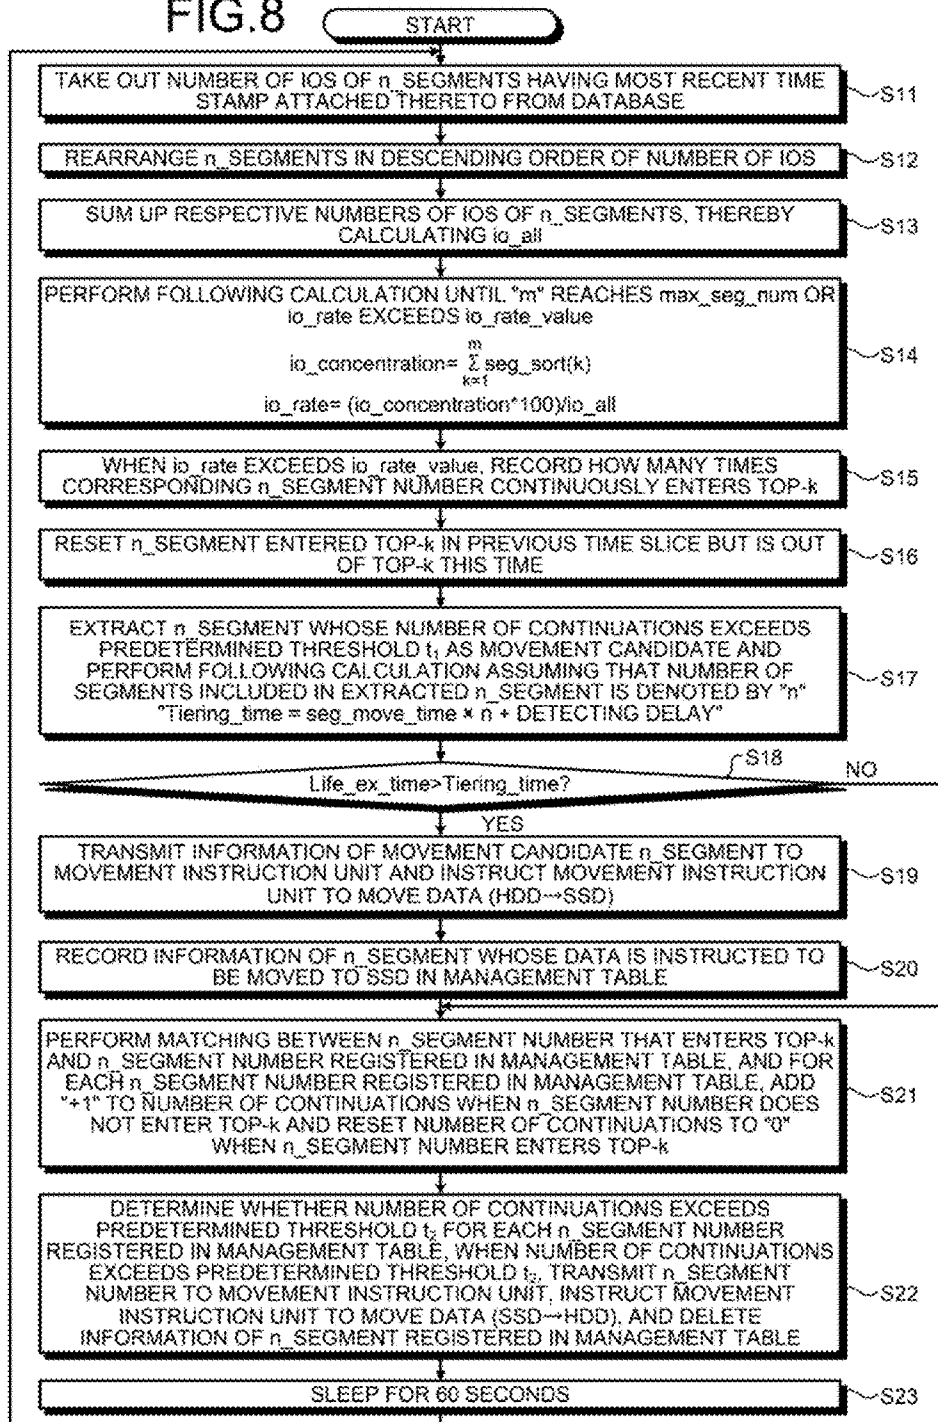 FIG.8
START
TAKE OUT NUMBER OF IOS OF n_SEGMENTS HAVING MOST RECENT TIME
STAMP ATTACHED THERETO FROM DATABASE
S11
REARRANGE n_SEGMENTS IN DESCENDING ORDER OF NUMBER OF IOS
S12
SUM UP RESPECTIVE NUMBERS OF IOS OF n_SEGMENTS, THEREBY
CALCULATING io_all
S13
PERFORM FOLLOWING CALCULATION UNTIL "m" REACHES max_seg_num OR
io_rate EXCEEDS io_rate_value
m
io_concentration= Σ seg_sort(k)
k=1
io_rate= (io_concentration*100)/io_all
S14
WHEN io_rate EXCEEDS io_rate_value, RECORD HOW MANY TIMES
CORRESPONDING n_SEGMENT NUMBER CONTINUOUSLY ENTERS TOP-k
S15
RESET n_SEGMENT ENTERED TOP-k IN PREVIOUS TIME SLICE BUT IS OUT
OF TOP-k THIS TIME
S16
EXTRACT n_SEGMENT WHOSE NUMBER OF CONTINUATIONS EXCEEDS
PREDETERMINED THRESHOLD t₁ AS MOVEMENT CANDIDATE AND
PERFORM FOLLOWING CALCULATION ASSUMING THAT NUMBER OF
SEGMENTS INCLUDED IN EXTRACTED n_SEGMENT IS DENOTED BY "n"
"Tiering_time = seg_move_time * n + DETECTING DELAY"
S17
S18
Life_ex_time>Tiering_time?
NO
YES
TRANSMIT INFORMATION OF MOVEMENT CANDIDATE n_SEGMENT TO
MOVEMENT INSTRUCTION UNIT AND INSTRUCT MOVEMENT INSTRUCTION
UNIT TO MOVE DATA (HDD→SSD)
S19
RECORD INFORMATION OF n_SEGMENT WHOSE DATA IS INSTRUCTED TO
BE MOVED TO SSD IN MANAGEMENT TABLE
S20
PERFORM MATCHING BETWEEN n_SEGMENT NUMBER THAT ENTERS TOP-k
AND n_SEGMENT NUMBER REGISTERED IN MANAGEMENT TABLE, AND FOR
EACH n_SEGMENT NUMBER REGISTERED IN MANAGEMENT TABLE, ADD
"+1" TO NUMBER OF CONTINUATIONS WHEN n_SEGMENT NUMBER DOES
NOT ENTER TOP-k AND RESET NUMBER OF CONTINUATIONS TO "0"
WHEN n_SEGMENT NUMBER ENTERS TOP-k
S21
DETERMINE WHETHER NUMBER OF CONTINUATIONS EXCEEDS
PREDETERMINED THRESHOLD t₂ FOR EACH n_SEGMENT NUMBER
REGISTERED IN MANAGEMENT TABLE, WHEN NUMBER OF CONTINUATIONS
EXCEEDS PREDETERMINED THRESHOLD t₂, TRANSMIT n_SEGMENT
NUMBER TO MOVEMENT INSTRUCTION UNIT, INSTRUCT MOVEMENT
INSTRUCTION UNIT TO MOVE DATA (SSD→HDD), AND DELETE
INFORMATION OF n_SEGMENT REGISTERED IN MANAGEMENT TABLE
S22
SLEEP FOR 60 SECONDS
S23